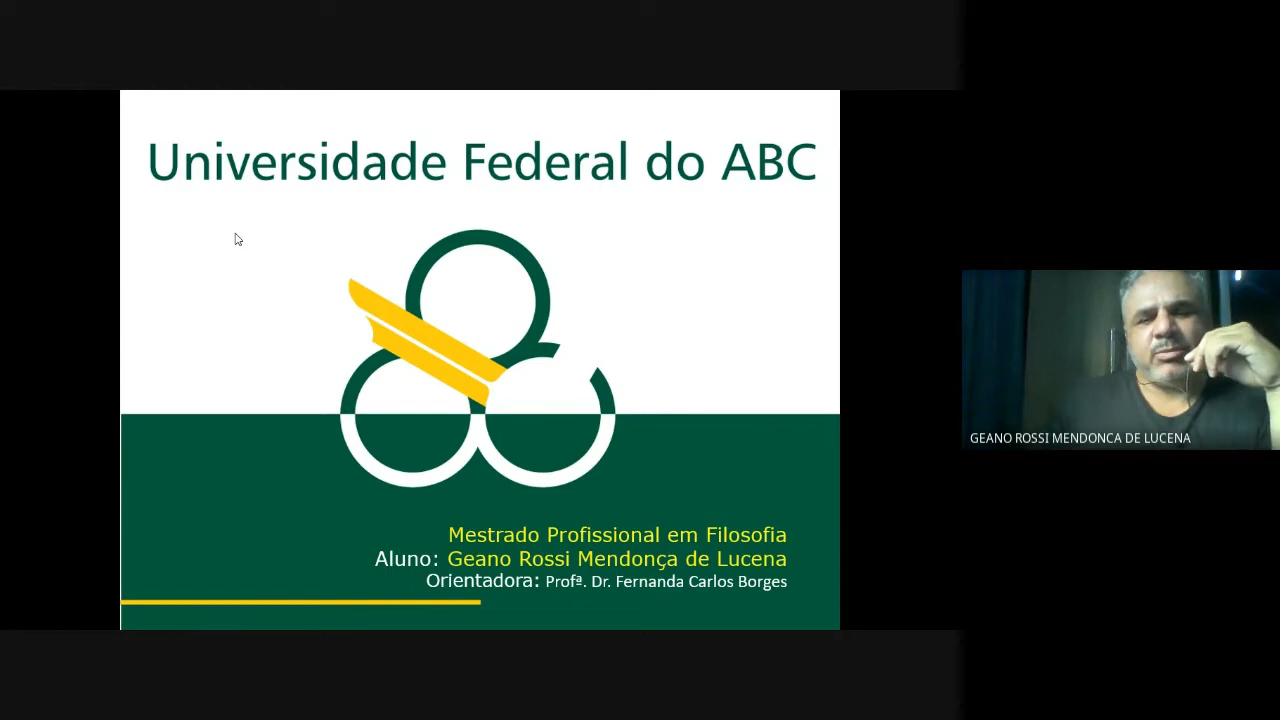 Universidade Federal do ABC
Mestrado Profissional em Filosofia
Aluno: Geano Rossi Mendonça de Lucena
Orientadora: Profª. Dr. Fernanda Carlos Borges
GEANO ROSSI MENDONCA DE LUCENA